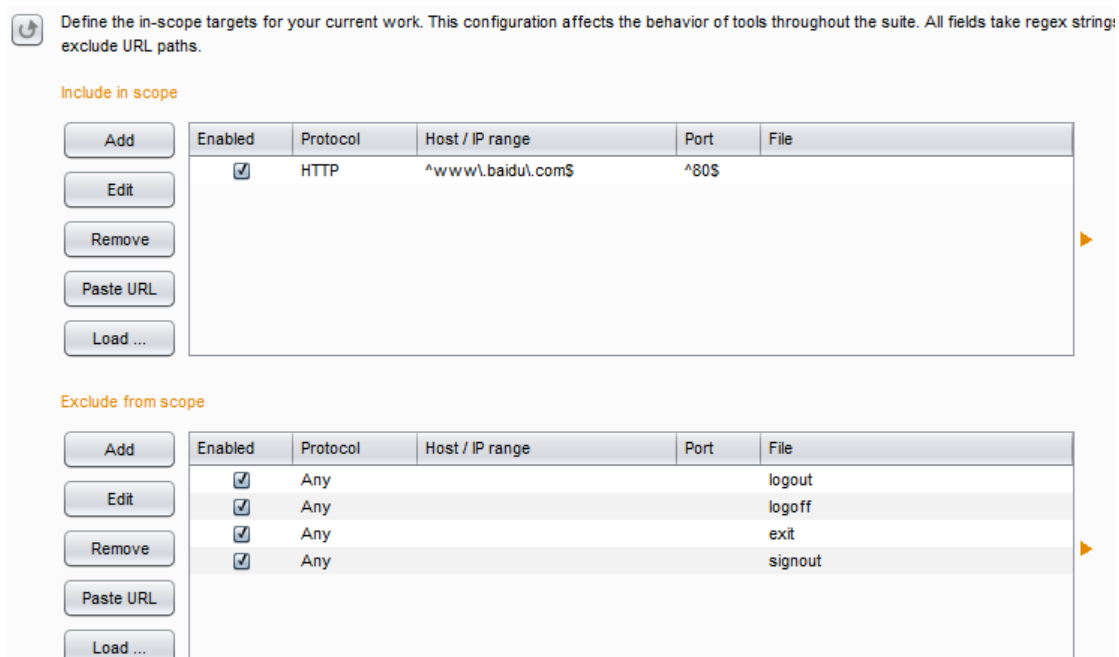 Define the in-scope targets for your current work. This configuration affects the behavior of tools throughout the suite. All fields take regex strings
exclude URL paths.
Include in scope
Add
Edit
Remove
Paste URL
Load ...
Enabled Protocol Host / IP range Port File
HTTP ^www\.baidu\.com$ ^80$
Exclude from scope
Add
Edit
Remove
Paste URL
Load ...
Enabled Protocol Host / IP range Port File
Any logout
Any logoff
Any exit
Any signout